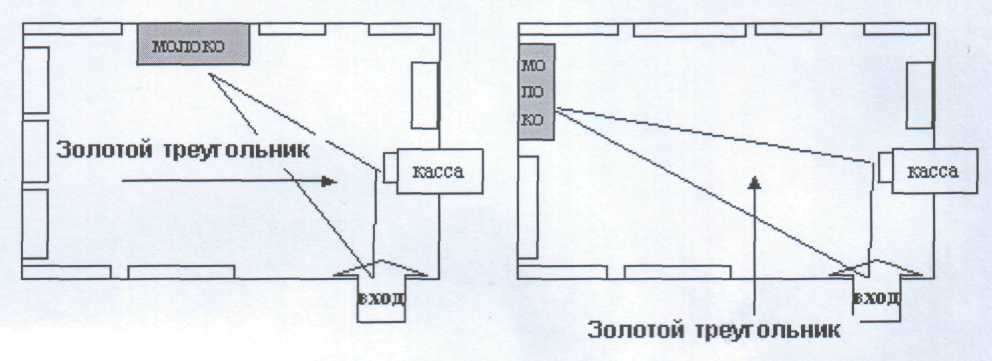 МОЛОКО
Золотой треугольник
касса
вход
МО
ЛО
КО
касса
вход
Золотой треугольник